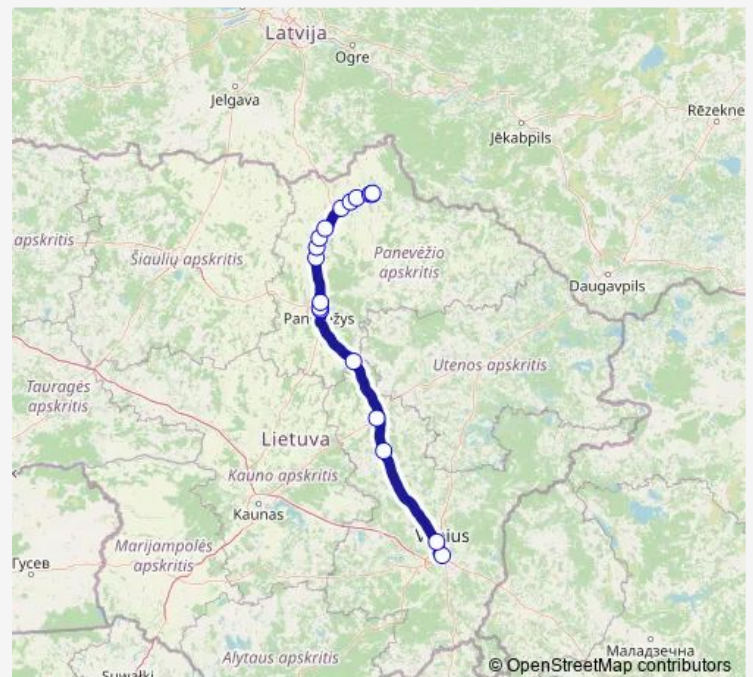 Latvija
Ogre
Jelgava
Rēzekne
Jēkabpils
apskritis
Šiaulių apskritis
Panevėžio
apskritis
Daugavpils
Utenos apskritis
Tauragės
apskritis
Lietuva
Kauno apskritis
Kaunas
Marijampolės
apskritis
Гусев
Маладзечна
Alytaus apskritis
Suwałki
© OpenStreetMap contributors